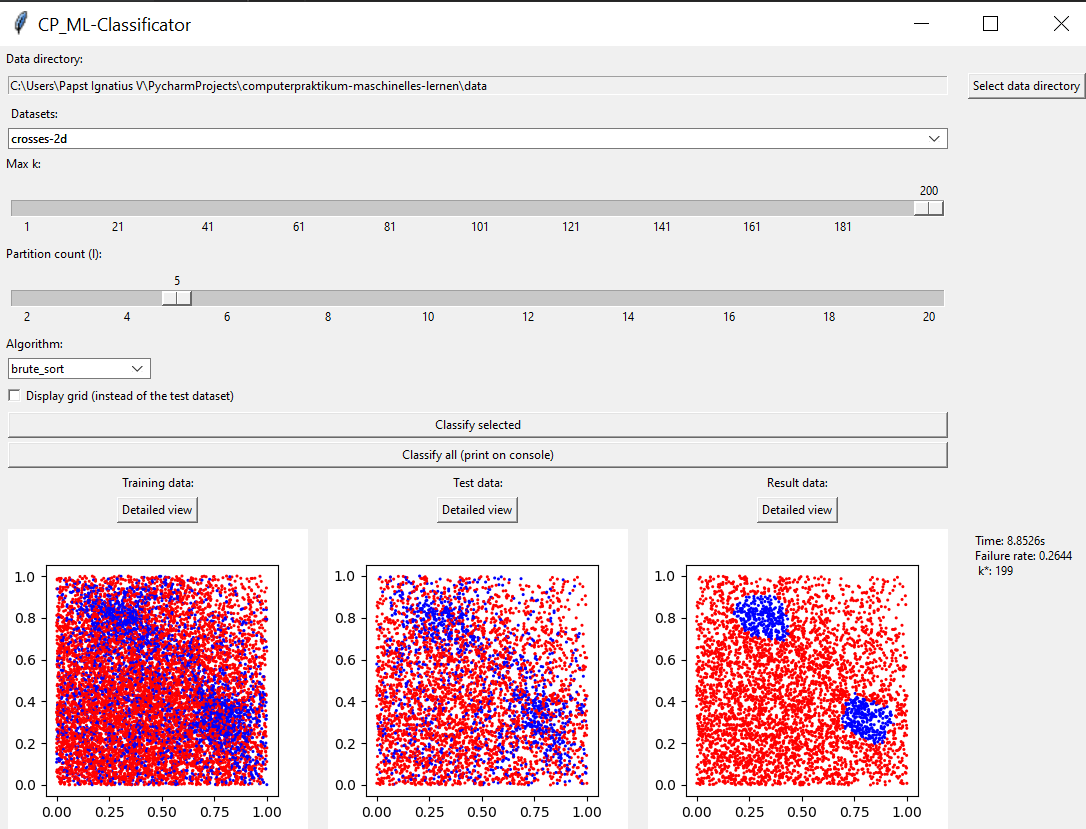 CP_ML-Classificator
Data directory:
C:\Users\Papst Ignatius V\PycharmProjects\computerpraktikum-maschinelles-lernen\data
Select data directory
Datasets:
crosses-2d
Max k:
200
1 21 41 61 81 101 121 141 161 181
Partition count (l):
5
2 4 6 8 10 12 14 16 18 20
Algorithm:
brute_sort
Display grid (instead of the test dataset)
Classify selected
Classify all (print on console)
Training data: Test data: Result data:
Detailed view Detailed view Detailed view
Time: 8.8526s
Failure rate: 0.2644
k*: 199
1.0 1.0 1.0
0.8 0.8 0.8
0.6 0.6 0.6
0.4 0.4 0.4
0.2 0.2 0.2
0.0 0.0 0.0
0.00 0.25 0.50 0.75 1.00 0.00 0.25 0.50 0.75 1.00 0.00 0.25 0.50 0.75 1.00